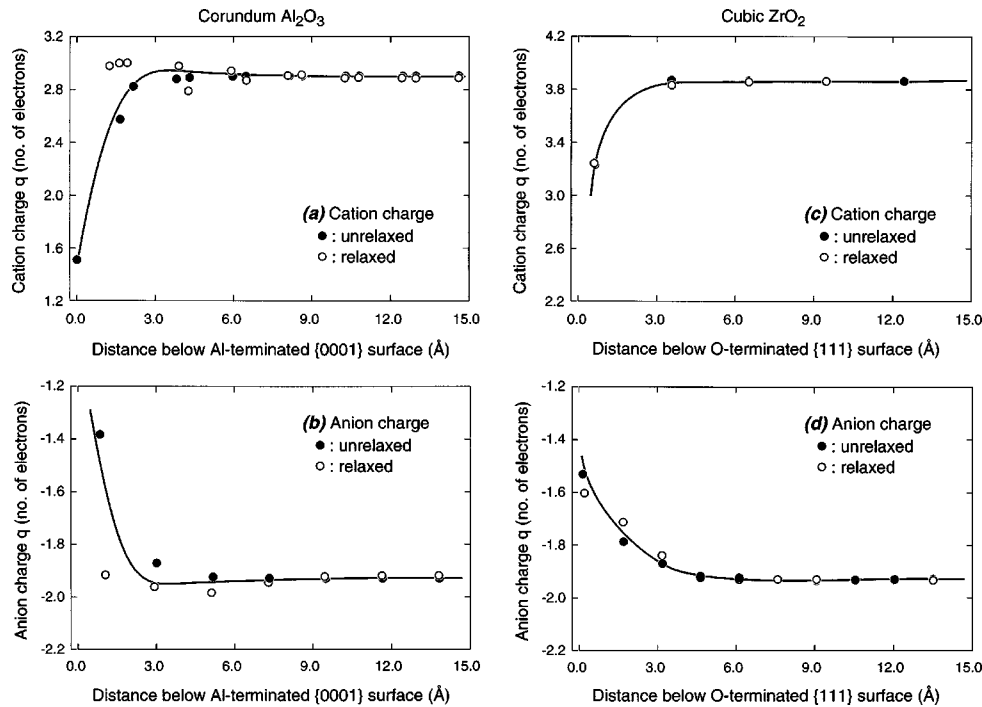 Corundum Al₂O₃
3.2
2.8
2.4
2.0
1.6
1.2
Cation charge q (no. of electrons)
(a) Cation charge
● : unrelaxed
○ : relaxed
0.0 3.0 6.0 9.0 12.0 15.0
Distance below Al-terminated {0001} surface (Å)
Cubic ZrO₂
4.2
3.8
3.4
3.0
2.6
2.2
Cation charge q (no. of electrons)
(c) Cation charge
● : unrelaxed
○ : relaxed
0.0 3.0 6.0 9.0 12.0 15.0
Distance below O-terminated {111} surface (Å)
-1.2
-1.4
-1.6
-1.8
-2.0
-2.2
Anion charge q (no. of electrons)
(b) Anion charge
● : unrelaxed
○ : relaxed
0.0 3.0 6.0 9.0 12.0 15.0
Distance below Al-terminated {0001} surface (Å)
-1.2
-1.4
-1.6
-1.8
-2.0
-2.2
Anion charge q (no. of electrons)
(d) Anion charge
● : unrelaxed
○ : relaxed
0.0 3.0 6.0 9.0 12.0 15.0
Distance below O-terminated {111} surface (Å)